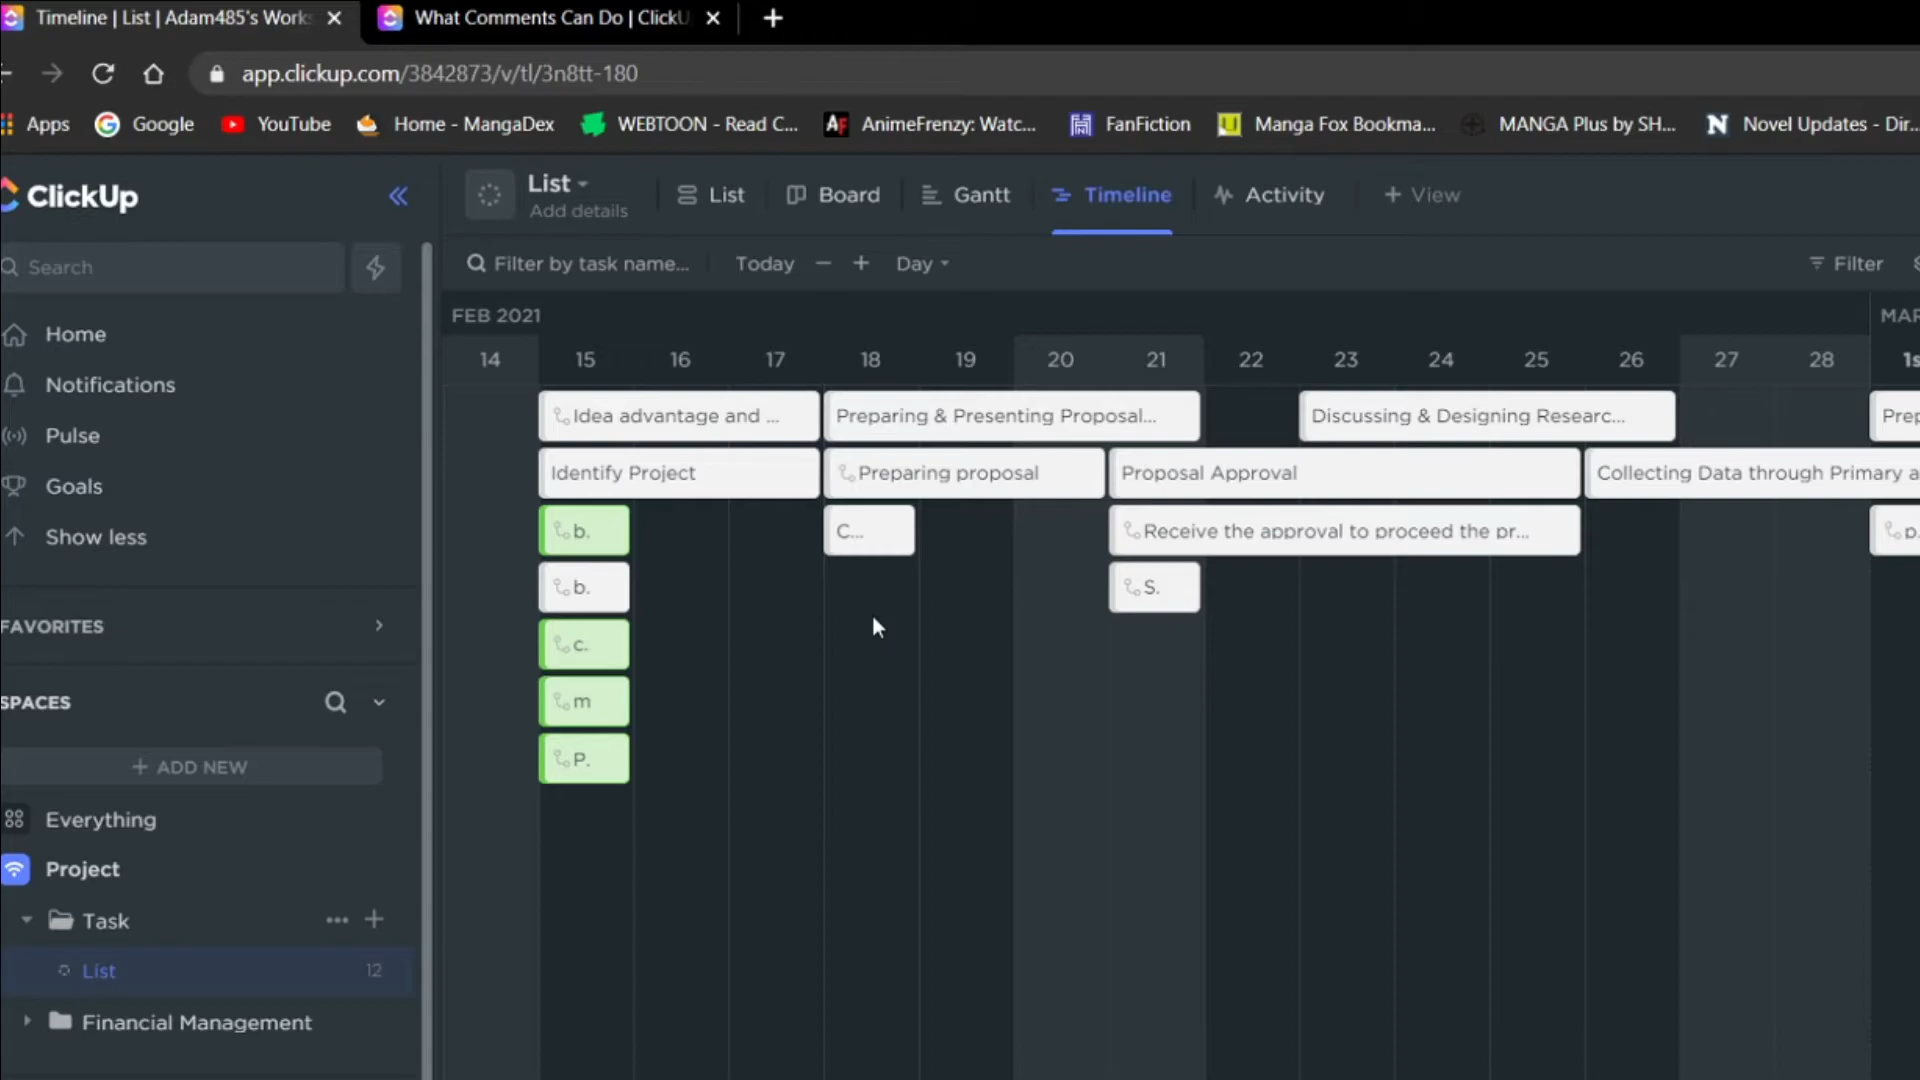 Timeline | List | Adam485's Works
What Comments Can Do | ClickU
app.clickup.com/3842873/v/tl/3n8tt-180
Apps
Google
YouTube
Home - MangaDex
WEBTOON - Read C...
AF
AnimeFrenzy: Watc...
FanFiction
Manga Fox Bookma...
MANGA Plus by SH...
N
Novel Updates - Dir...
ClickUp
List
Add details
List
Board
Gantt
Timeline
Activity
+ View
Search
Filter by task name...
Today
Day
Filter
Home
Notifications
Pulse
Goals
Show less
FAVORITES
SPACES
+ ADD NEW
Everything
Project
Task
List
12
Financial Management
FEB 2021
MAR
14 15 16 17 18 19 20 21 22 23 24 25 26 27 28 1s
Idea advantage and ...
Preparing & Presenting Proposal...
Discussing & Designing Researc...
Prep
Identify Project
Preparing proposal
Proposal Approval
Collecting Data through Primary a
b.
C...
Receive the approval to proceed the pr...
p.
b.
S.
c.
m
P.